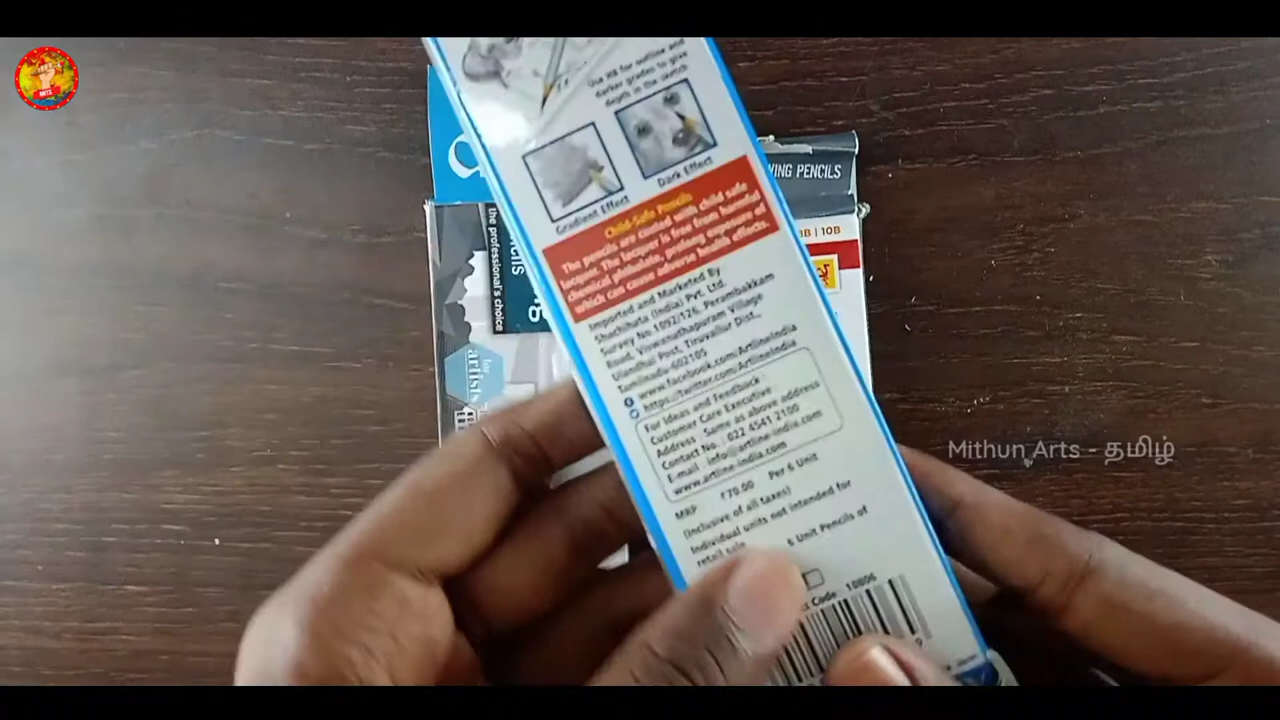 ARTS
Use HB for outline and
darker grades to give
depth in the sketch
Gradient Effect
Dark Effect
Child-Safe Pencils
The pencils are coated with child safe
lacquer. The lacquer is free from harmful
chemical phthalate, prolong exposure of
which can cause adverse health effects.
Imported and Marketed By
Shachihata (India) Pvt. Ltd.
Survey No.1092/126, Perambakkam
Road, Viswanathapuram Village
Ulandhai Post, Tiruvallur Dist.,
Tamilnadu-602105
www.facebook.com/ArtlineIndia
https://twitter.com/ArtlineIndia
For Ideas and Feedback
Customer Care Executive
Address : Same as above address
Contact No. : 022 4541 2100
E-mail : info@artline-india.com
www.artline-india.com
MRP ₹70.00 Per 6 Unit
(Inclusive of all taxes)
Individual units not intended for
retail sale
6 Unit Pencils of
Code 10806
WING PENCILS
8B | 10B
the professional's choice
for
artists
Mithun Arts - தமிழ்